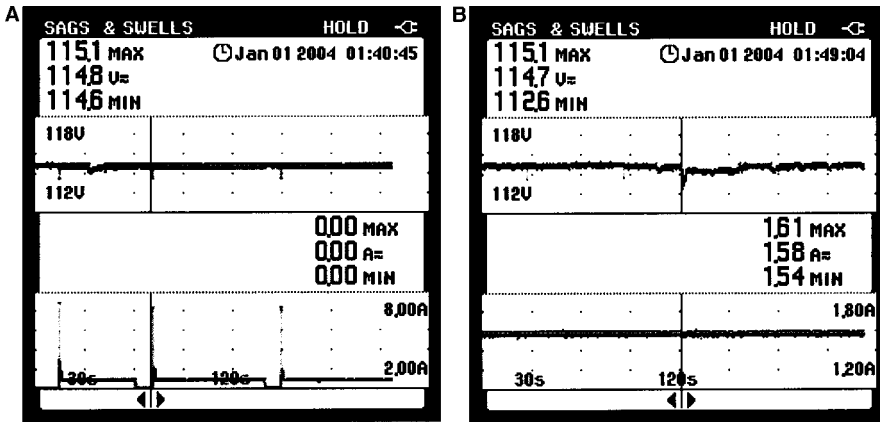 A
SAGS & SWELLS HOLD
115.1 MAX Jan 01 2004 01:40:45
114.8 V≂
114.6 MIN
118V
112V
0.00 MAX
0.00 A≂
0.00 MIN
8.00A
2.00A
30s 120s
B
SAGS & SWELLS HOLD
115.1 MAX Jan 01 2004 01:49:04
114.7 V≂
112.6 MIN
118V
112V
1.61 MAX
1.58 A≂
1.54 MIN
1.80A
1.20A
30s 120s